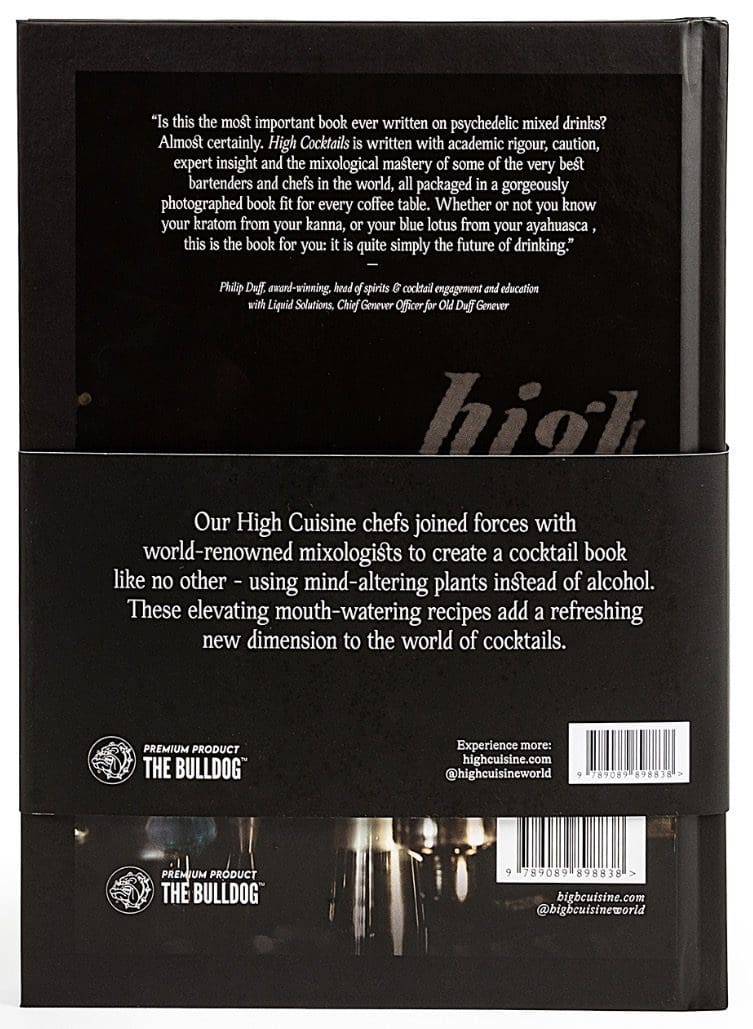 “Is this the most important book ever written on psychedelic mixed drinks?
Almost certainly. High Cocktails is written with academic rigour, caution,
expert insight and the mixological mastery of some of the very best
bartenders and chefs in the world, all packaged in a gorgeously
photographed book fit for every coffee table. Whether or not you know
your kratom from your kanna, or your blue lotus from your ayahuasca ,
this is the book for you: it is quite simply the future of drinking.”
—
Philip Duff, award-winning, head of spirits & cocktail engagement and education
with Liquid Solutions, Chief Genever Officer for Old Duff Genever
high
Our High Cuisine chefs joined forces with
world-renowned mixologists to create a cocktail book
like no other - using mind-altering plants instead of alcohol.
These elevating mouth-watering recipes add a refreshing
new dimension to the world of cocktails.
PREMIUM PRODUCT
THE BULLDOG™
Experience more:
highcuisine.com
@highcuisineworld
9 789089 898838 >
PREMIUM PRODUCT
THE BULLDOG™
9 789089 898838 >
highcuisine.com
@highcuisineworld